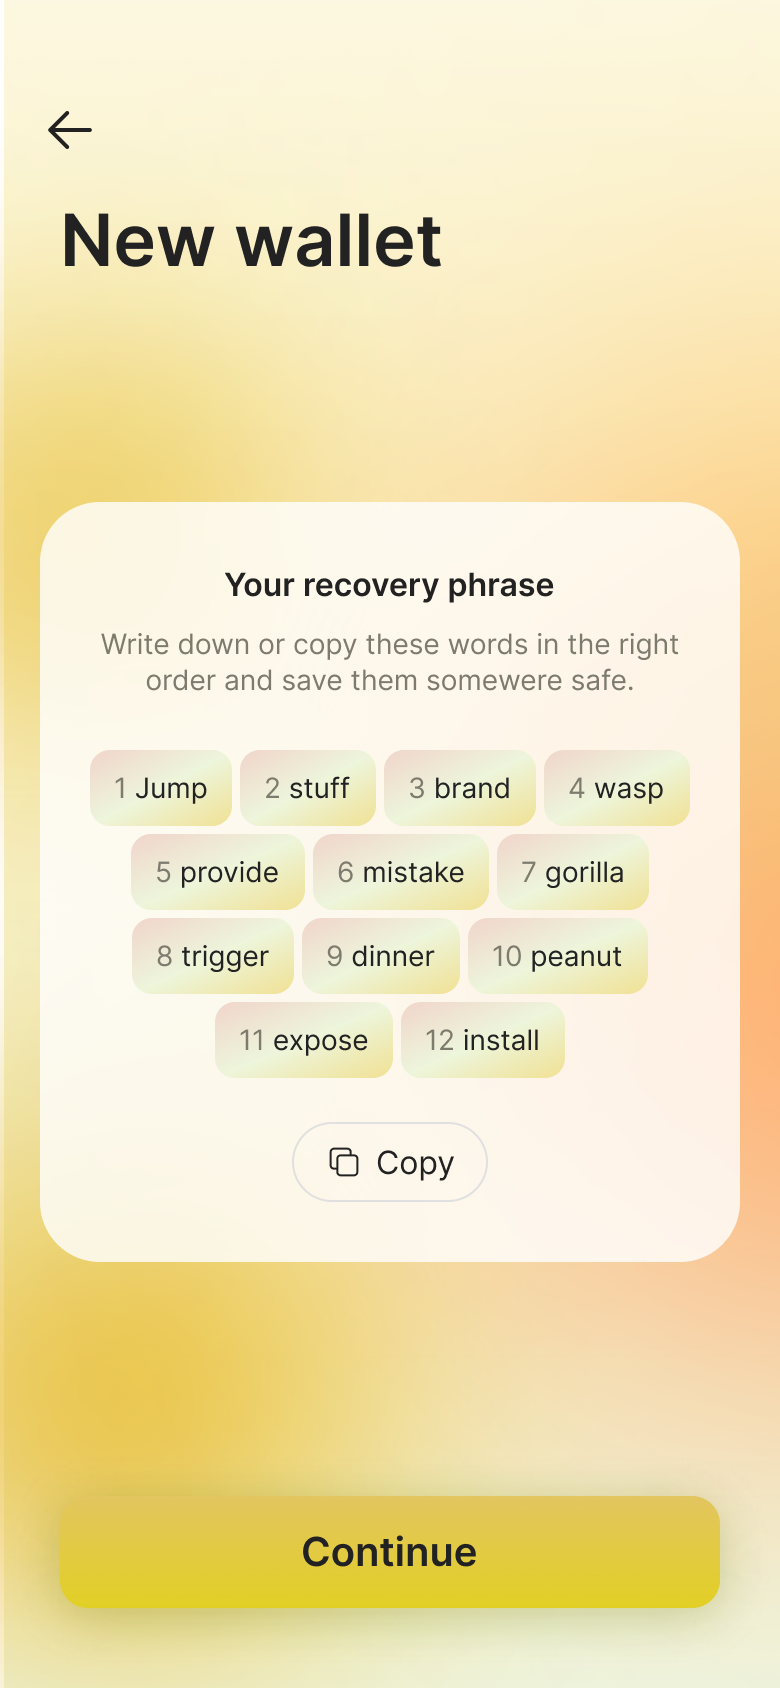 New wallet
Your recovery phrase
Write down or copy these words in the right
order and save them somewere safe.
1 Jump 2 stuff 3 brand 4 wasp
5 provide 6 mistake 7 gorilla
8 trigger 9 dinner 10 peanut
11 expose 12 install
Copy
Continue